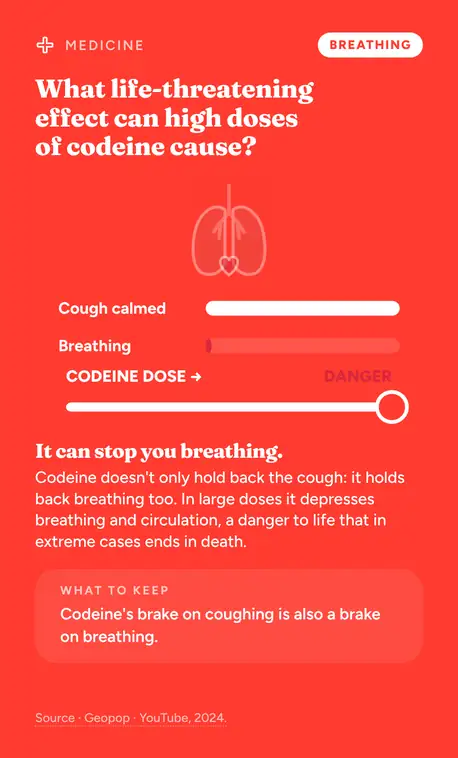 MEDICINE
BREATHING
What life-threatening
effect can high doses
of codeine cause?
Cough calmed
Breathing
CODEINE DOSE →
DANGER
It can stop you breathing.
Codeine doesn't only hold back the cough: it holds
back breathing too. In large doses it depresses
breathing and circulation, a danger to life that in
extreme cases ends in death.
WHAT TO KEEP
Codeine's brake on coughing is also a brake
on breathing.
Source · Geopop · YouTube, 2024.